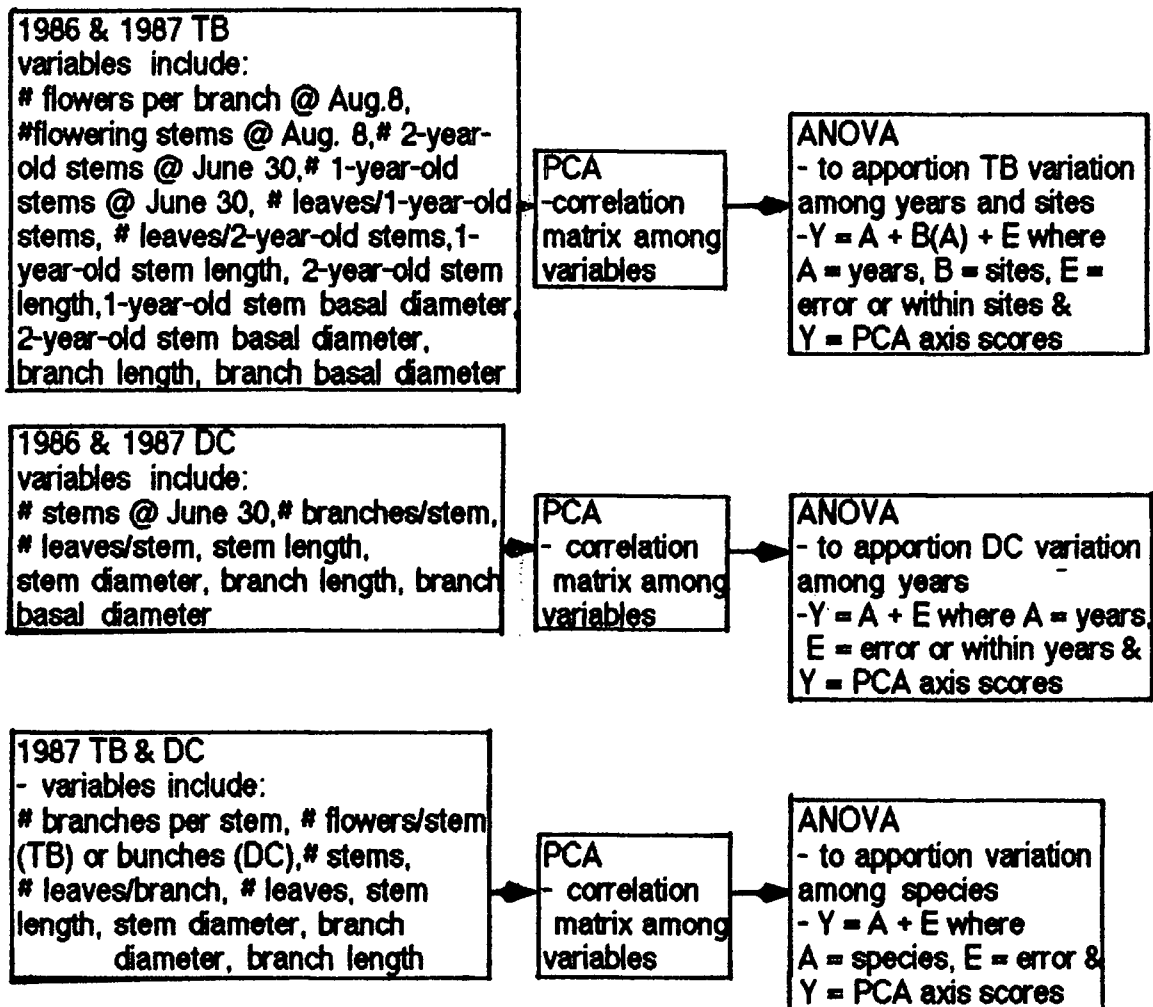 1986 & 1987 TB
variables include:
# flowers per branch @ Aug.8,
#flowering stems @ Aug. 8,# 2-year-
old stems @ June 30,# 1-year-old
stems @ June 30, # leaves/1-year-old
stems, # leaves/2-year-old stems,1-
year-old stem length, 2-year-old stem
length,1-year-old stem basal diameter,
2-year-old stem basal diameter,
branch length, branch basal diameter
PCA
-correlation
matrix among
variables
ANOVA
- to apportion TB variation
among years and sites
-Y = A + B(A) + E where
A = years, B = sites, E =
error or within sites &
Y = PCA axis scores
1986 & 1987 DC
variables include:
# stems @ June 30,# branches/stem,
# leaves/stem, stem length,
stem diameter, branch length, branch
basal diameter
PCA
- correlation
matrix among
variables
ANOVA
- to apportion DC variation
among years
-Y = A + E where A = years,
E = error or within years &
Y = PCA axis scores
1987 TB & DC
- variables include:
# branches per stem, # flowers/stem
(TB) or bunches (DC),# stems,
# leaves/branch, # leaves, stem
length, stem diameter, branch
diameter, branch length
PCA
- correlation
matrix among
variables
ANOVA
- to apportion variation
among species
- Y = A + E where
A = species, E = error &
Y = PCA axis scores